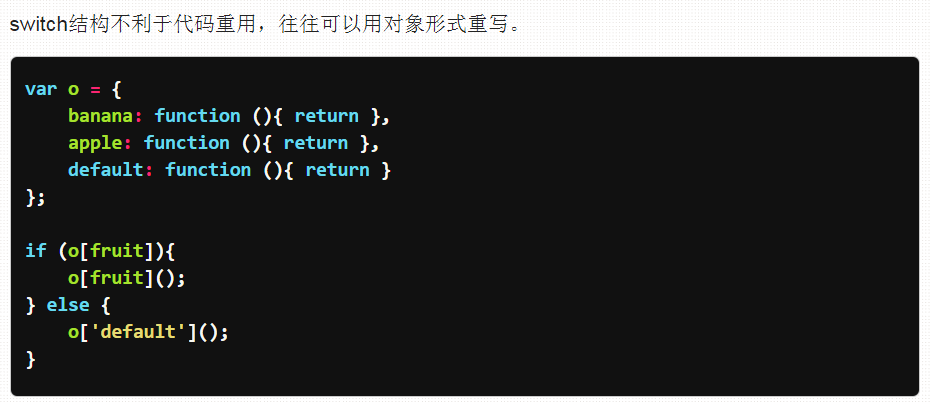 switch结构不利于代码重用，往往可以用对象形式重写。
var o = {
    banana: function (){ return },
    apple: function (){ return },
    default: function (){ return }
};

if (o[fruit]){
    o[fruit]();
} else {
    o['default']();
}